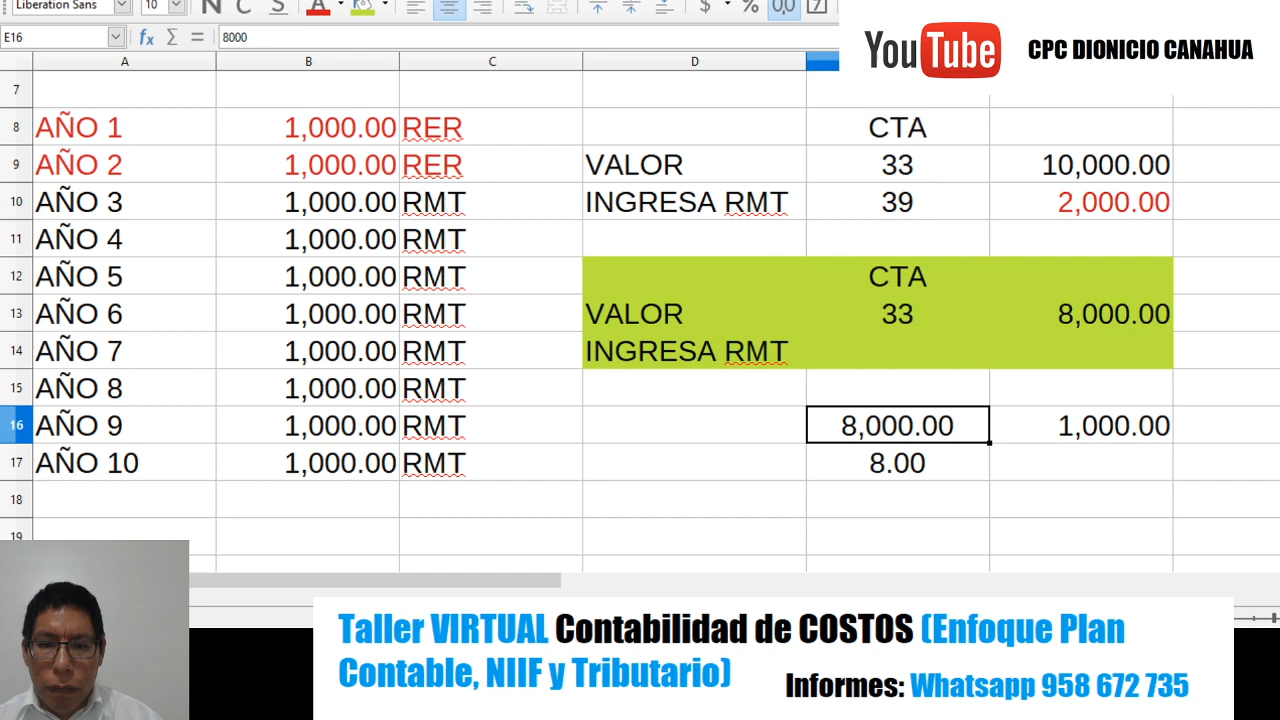 Liberation Sans 10 N C S A $ % 0,0 7
YouTube CPC DIONICIO CANAHUA
E16 fx Σ = 8000
A B C D
7
8 AÑO 1 1,000.00 RER CTA
9 AÑO 2 1,000.00 RER VALOR 33 10,000.00
10 AÑO 3 1,000.00 RMT INGRESA RMT 39 2,000.00
11 AÑO 4 1,000.00 RMT
12 AÑO 5 1,000.00 RMT CTA
13 AÑO 6 1,000.00 RMT VALOR 33 8,000.00
14 AÑO 7 1,000.00 RMT INGRESA RMT
15 AÑO 8 1,000.00 RMT
16 AÑO 9 1,000.00 RMT 8,000.00 1,000.00
17 AÑO 10 1,000.00 RMT 8.00
18
19
Taller VIRTUAL Contabilidad de COSTOS (Enfoque Plan
Contable, NIIF y Tributario)
Informes: Whatsapp 958 672 735